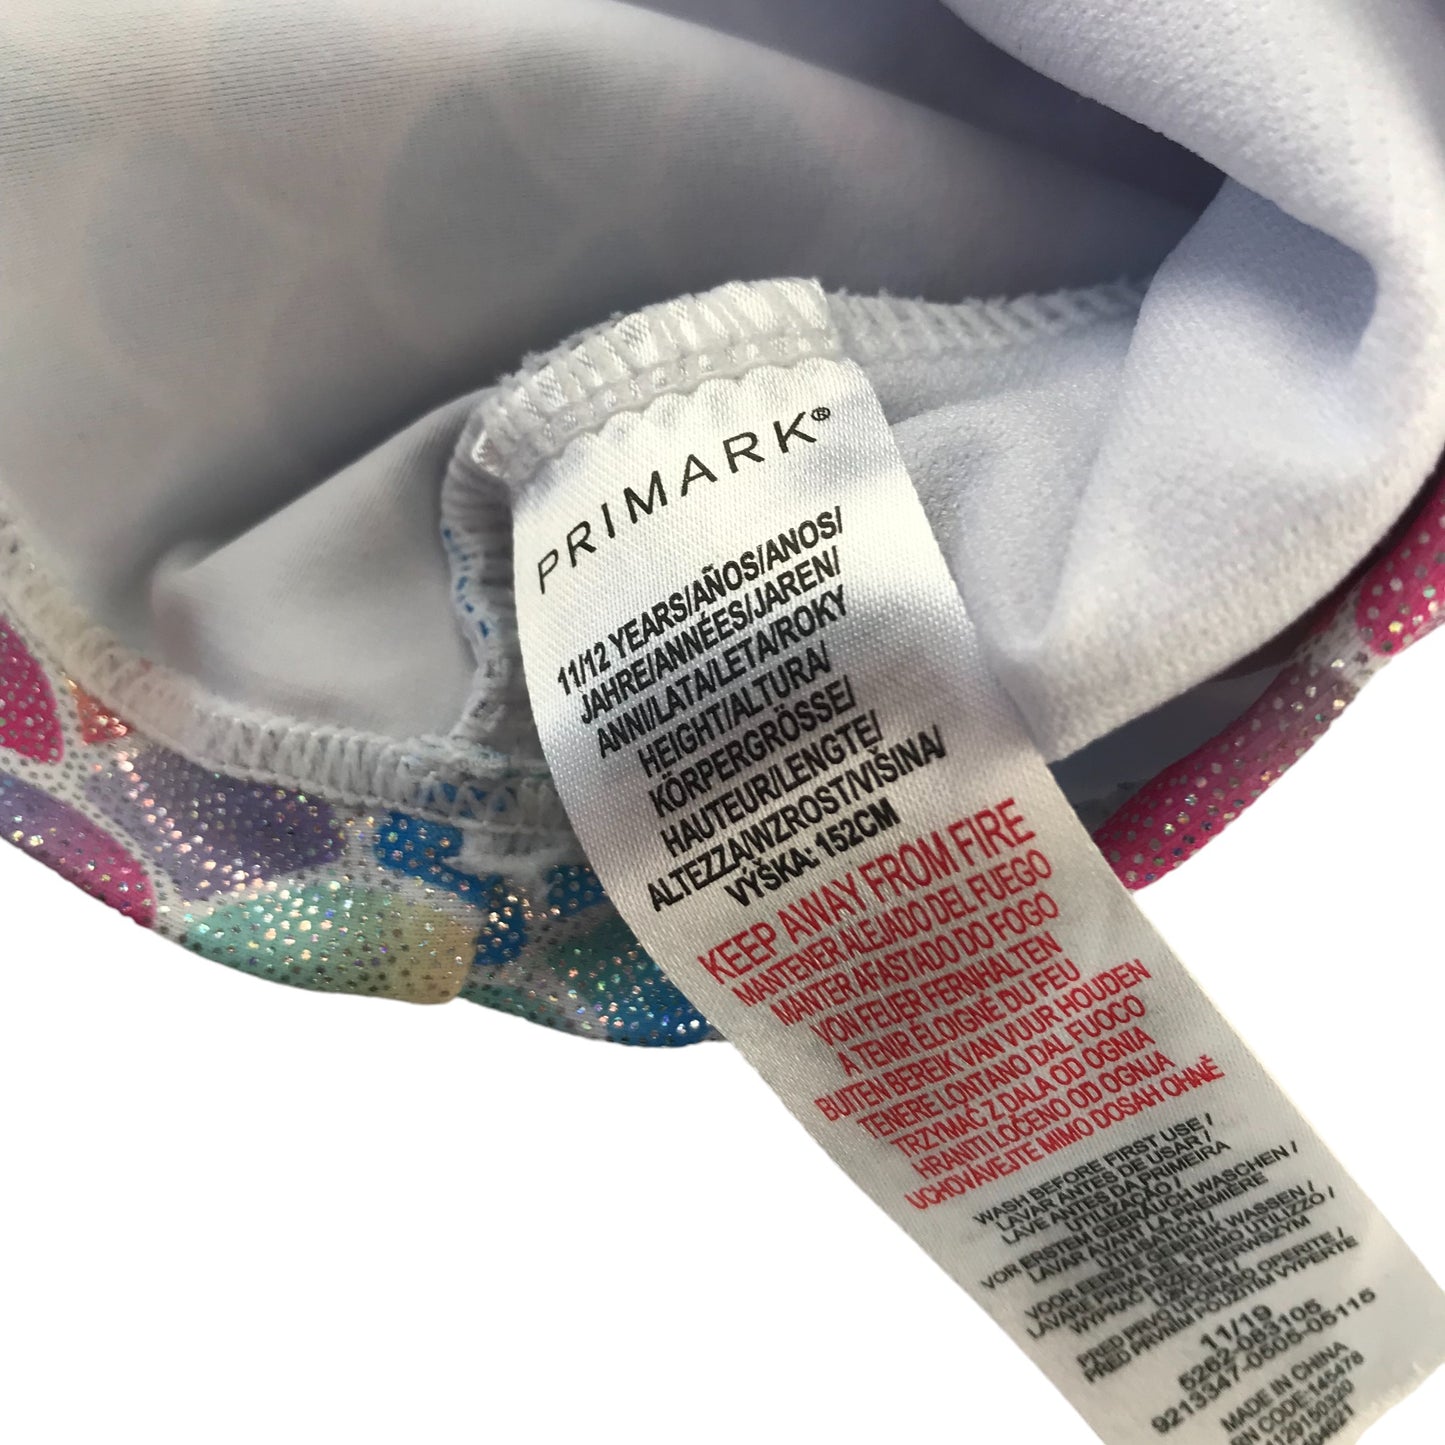 PRIMARK®
11/12 YEARS/AÑOS/ANOS/
JAHRE/ANNÉES/JAREN/
ANNI/LATA/LETA/ROKY
HEIGHT/ALTURA/
KÖRPERGRÖSSE/
HAUTEUR/LENGTE/
ALTEZZA/WZROST/VIŠINA/
VÝŠKA: 152CM
KEEP AWAY FROM FIRE
MANTENER ALEJADO DEL FUEGO
MANTER AFASTADO DO FOGO
VON FEUER FERNHALTEN
A TENIR ÉLOIGNÉ DU FEU
BUITEN BEREIK VAN VUUR HOUDEN
TENERE LONTANO DAL FUOCO
TRZYMAĆ Z DALA OD OGNIA
HRANITI LOČENO OD OGNJA
UCHOVÁVEJTE MIMO DOSAH OHNĚ
WASH BEFORE FIRST USE /
LAVAR ANTES DE USAR /
LAVE ANTES DA PRIMEIRA
UTILIZAÇÃO /
VOR ERSTEM GEBRAUCH WASCHEN /
LAVAR AVANT LA PREMIÈRE
UTILISATION /
VOOR EERSTE GEBRUIK WASSEN /
LAVARE PRIMA DEL PRIMO UTILIZZO /
WYPRAĆ PRZED PIERWSZYM
UŻYCIEM /
PRED PRVO UPORABO OPERITE /
PŘED PRVNÍM POUŽITÍM VYPERTE
11/19
5262-083105
9213347-0505-05115
MADE IN CHINA
RN CODE:145478
1129150320
04621